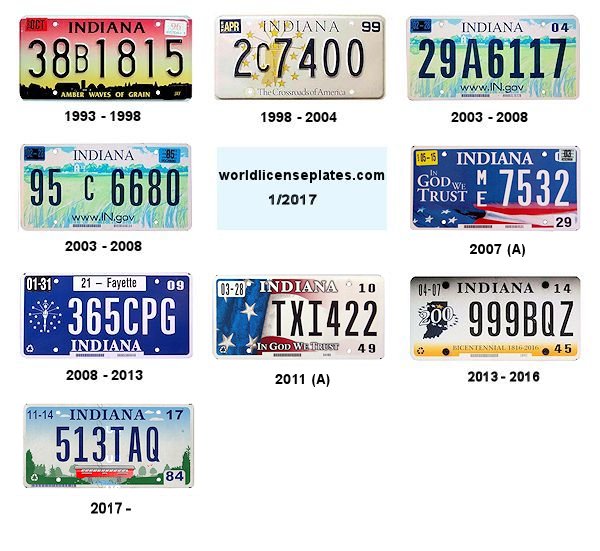 OCT INDIANA 96
38B1815
AMBER WAVES OF GRAIN
1993 - 1998
APR INDIANA 99
2C7400
The Crossroads of America
1998 - 2004
INDIANA 04
29A6117
www.IN.gov
2003 - 2008
INDIANA
95 C 6680
www.IN.gov
2003 - 2008
worldlicenseplates.com
1/2017
05-15 INDIANA 03
IN GOD WE TRUST
ME 7532
29
2007 (A)
01-31 21 – Fayette 09
365CPG
INDIANA
2008 - 2013
03-28 INDIANA 10
TXI422
IN GOD WE TRUST 49
2011 (A)
04-07 INDIANA 14
200 999BQZ
BICENTENNIAL 1816-2016 45
2013 - 2016
11-14 INDIANA 17
513TAQ
84
2017 -